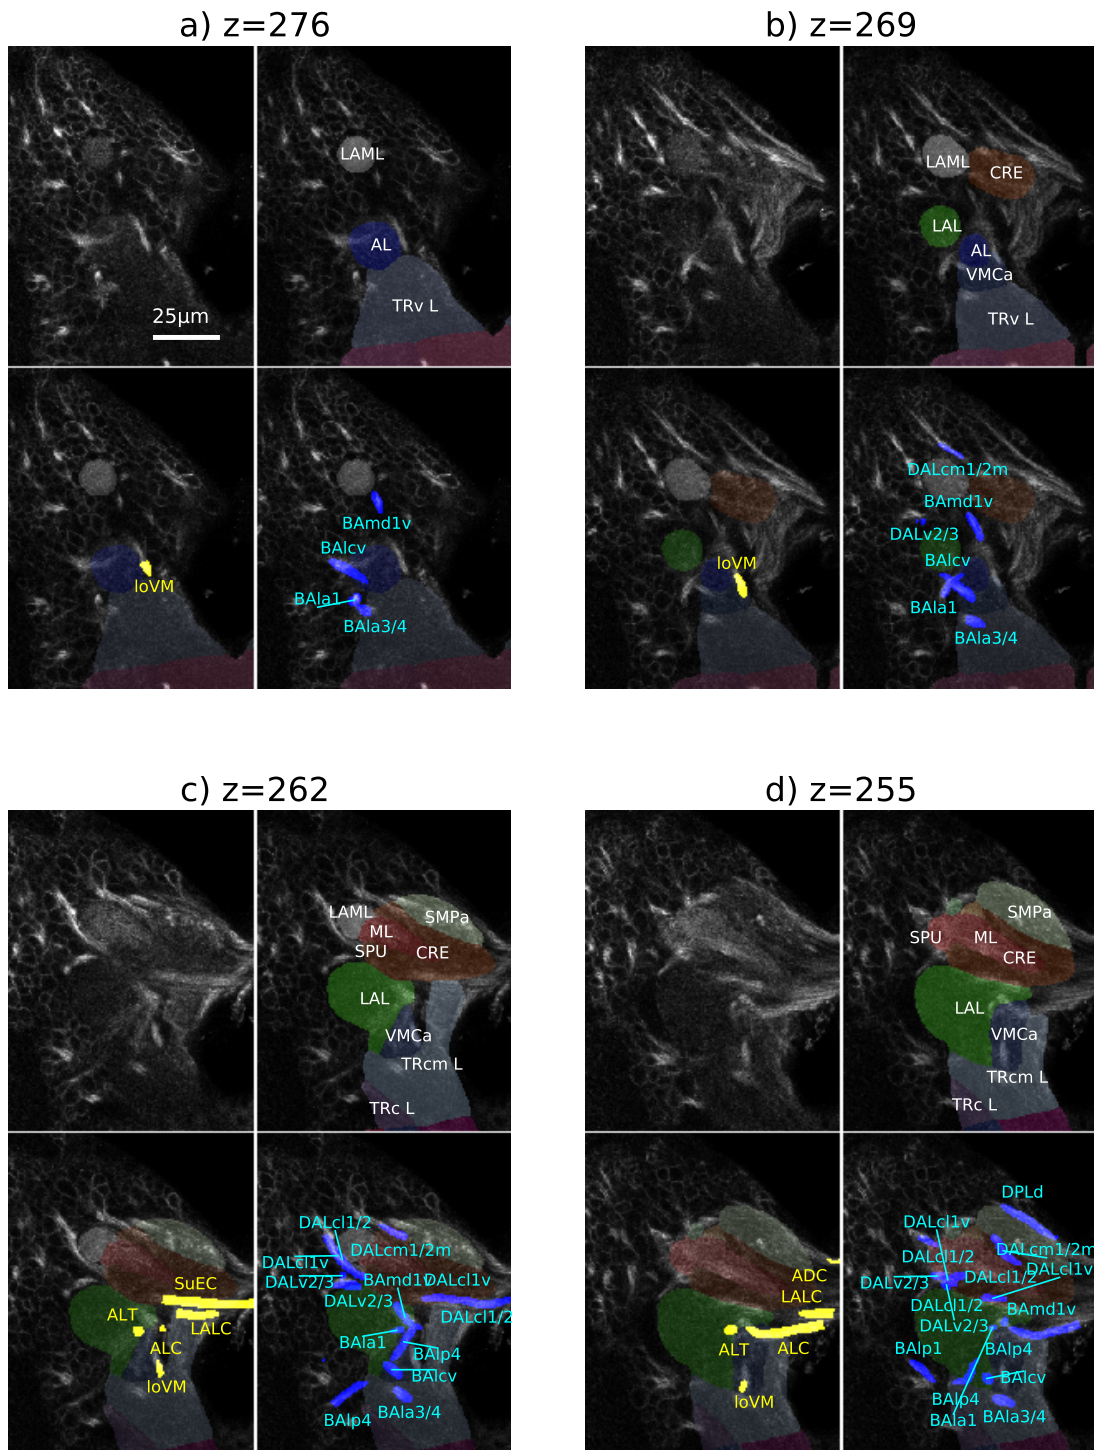 a) z=276
LAML
AL
TRv L
25µm
loVM
BAmd1v
BAlcv
BAla1
BAla3/4
b) z=269
LAML
CRE
LAL
AL
VMCa
TRv L
loVM
DALcm1/2m
BAmd1v
DALv2/3
BAlcv
BAla1
BAla3/4
c) z=262
LAML
SMPa
ML
SPU
CRE
LAL
VMCa
TRcm L
TRc L
SuEC
ALT
LALC
ALC
loVM
DALcl1/2
DALcm1/2m
DALcl1v
DALv2/3
BAmd1v
DALcl1v
DALv2/3
DALcl1/2
BAla1
BAlp4
BAlcv
BAlp4
BAla3/4
d) z=255
SMPa
SPU
ML
CRE
LAL
VMCa
TRcm L
TRc L
ADC
LALC
ALT
ALC
loVM
DPLd
DALcl1v
DALcm1/2m
DALcl1/2
DALcl1v
DALv2/3
DALcl1/2
DALcl1/2
BAmd1v
DALv2/3
BAlp1
BAlp4
BAlcv
BAlp4
BAla1
BAla3/4